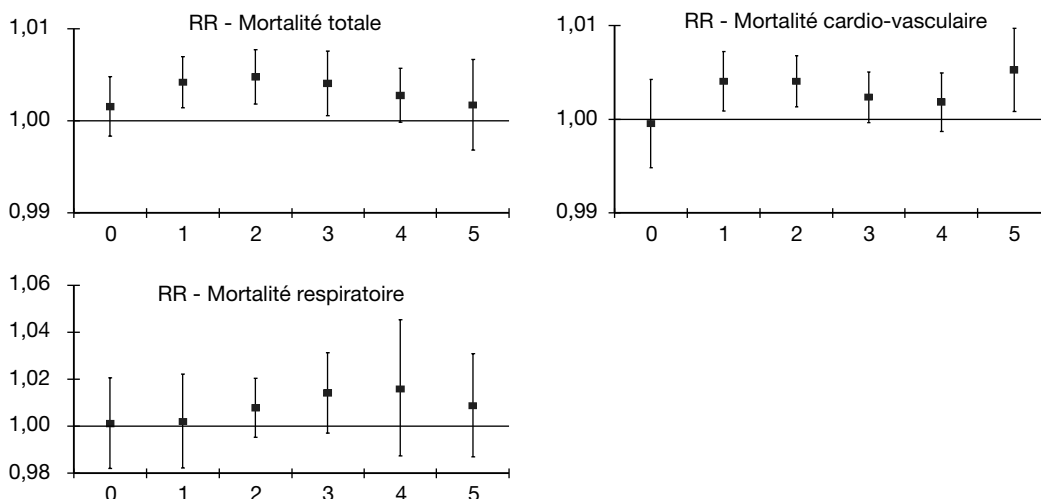 RR - Mortalité totale
1,01
1,00
0,99
0 1 2 3 4 5
RR - Mortalité cardio-vasculaire
1,01
1,00
0,99
0 1 2 3 4 5
RR - Mortalité respiratoire
1,06
1,04
1,02
1,00
0,98
0 1 2 3 4 5